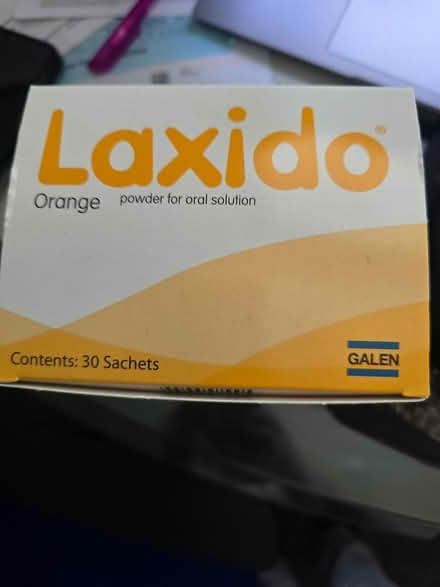 Laxido®
Orange powder for oral solution
Contents: 30 Sachets
GALEN